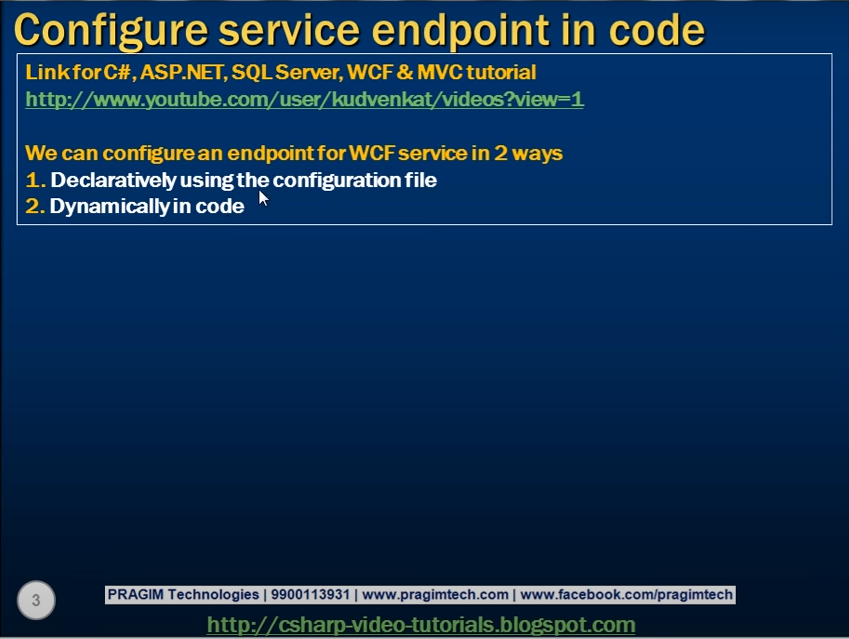 Configure service endpoint in code
Link for C#, ASP.NET, SQL Server, WCF & MVC tutorial
http://www.youtube.com/user/kudvenkat/videos?view=1
We can configure an endpoint for WCF service in 2 ways
1. Declaratively using the configuration file
2. Dynamically in code
3
PRAGIM Technologies | 9900113931 | www.pragimtech.com | www.facebook.com/pragimtech
http://csharp-video-tutorials.blogspot.com